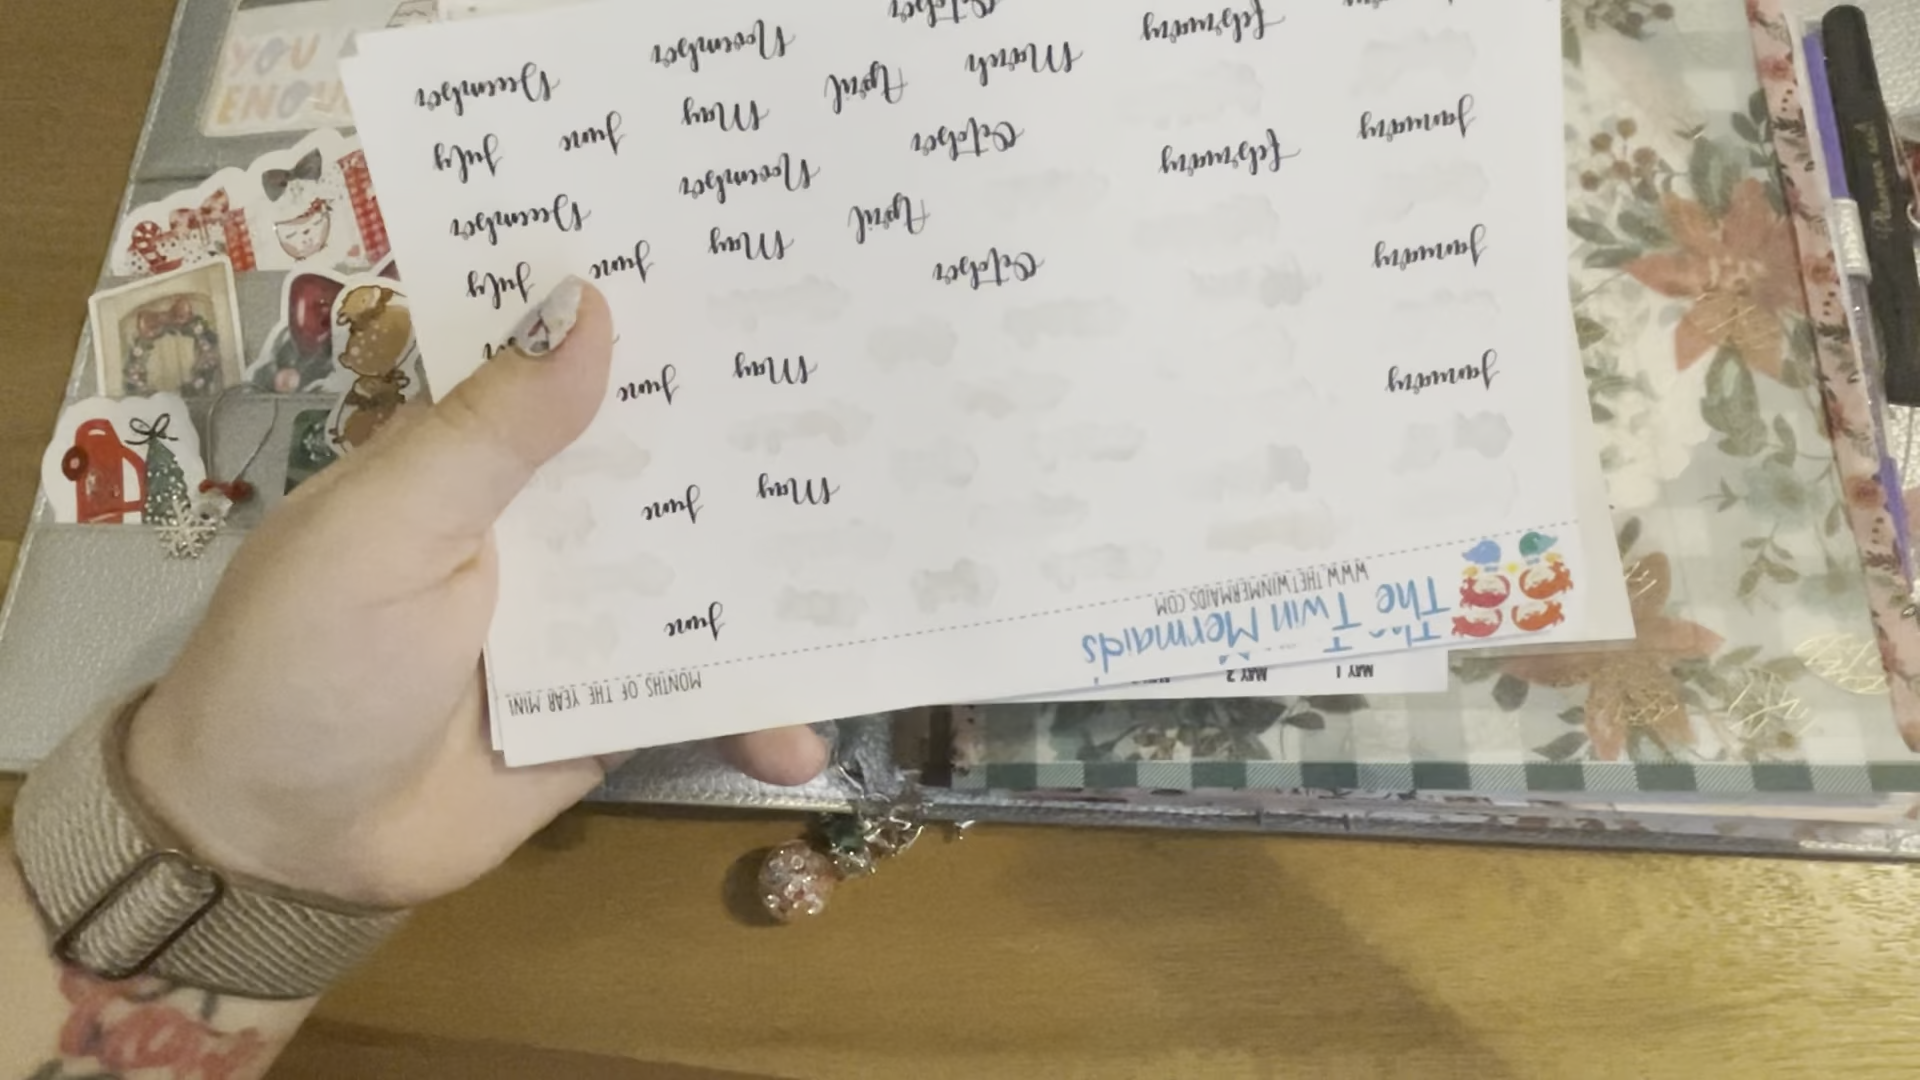 YOU
MAY 1 MAY 2
The Twin Mermaids
WWW.THETWINMERMAIDS.COM
MONTHS OF THE YEAR MINI
June
January May June
January May June
October
January February April May June July
October November December
February March April May June July
October November December